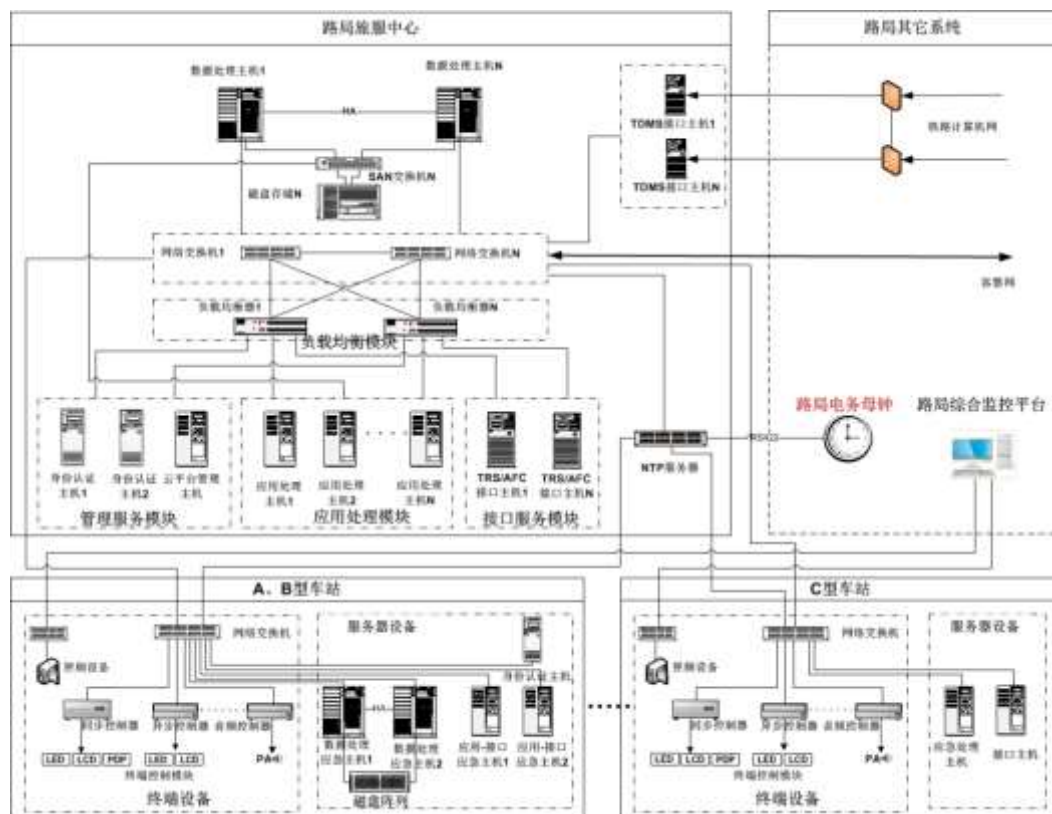 路局旅服中心
路局其它系统
数据处理主机1
数据处理主机N
HA
TDMS接口主机1
铁路计算机网
SAN交换机N
TDMS接口主机N
磁盘存储N
网络交换机1
网络交换机N
客票网
负载均衡器1
负载均衡器N
负载均衡模块
路局电务母钟
路局综合监控平台
RS422
NTP服务器
身份认证
主机1
身份认证
主机2
云平台管理
主机
应用处理
主机1
应用处理
主机2
应用处理
主机N
TRS/AFC
接口主机1
TRS/AFC
接口主机N
管理服务模块
应用处理模块
接口服务模块
A、B型车站
C型车站
网络交换机
服务器设备
网络交换机
服务器设备
视频设备
身份认证主机
视频设备
同步控制器
异步控制器
音频控制器
HA
数据处理
应急主机1
数据处理
应急主机2
应用-接口
应急主机1
应用-接口
应急主机2
同步控制器
异步控制器
音频控制器
应急处理
主机
接口主机
LED
LCD
PDP
LED
LCD
PA
终端控制模块
磁盘阵列
LED
LCD
PDP
LED
LCD
PA
终端控制模块
终端设备
终端设备